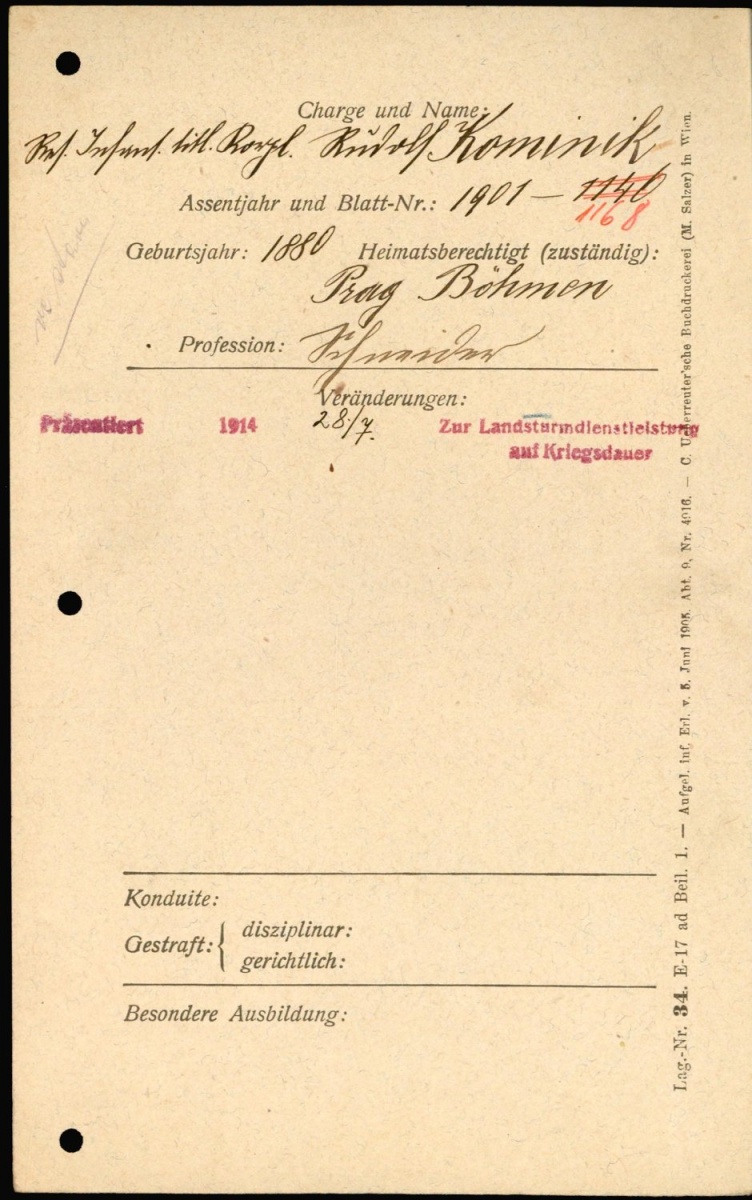 Charge und Name:
Res. Infant. titl. Korpl. Rudolf Kominik
Assentjahr und Blatt-Nr.: 1901 – 1140
1168
Geburtsjahr: 1880 Heimatsberechtigt (zuständig):
Prag Böhmen
Profession: Schneider
Veränderungen:
Präsentiert 1914 28./7. Zur Landsturmdienstleistung
auf Kriegsdauer
Konduite:
Gestraft: { disziplinar:
gerichtlich:
Besondere Ausbildung:
Lag.-Nr. 34. E-17 ad Beil. 1. — Aufgel. inf. Erl. v. 5. Juni 1905, Abt. 9, Nr. 4916. — C. Ueberreuter'sche Buchdruckerei (M. Salzer) in Wien.